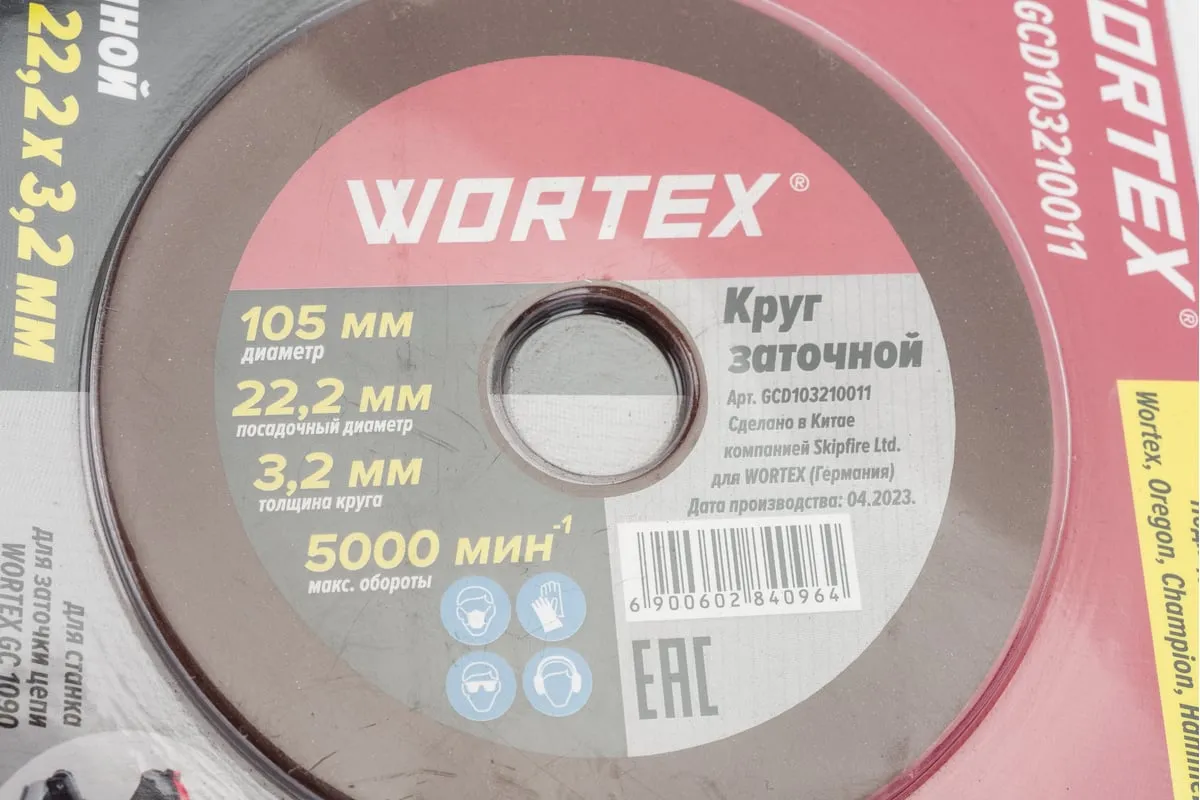 WORTEX®
105 мм
диаметр
22,2 мм
посадочный диаметр
3,2 мм
толщина круга
5000 мин-1
макс. обороты
Круг
заточной
Арт. GCD103210011
Сделано в Китае
компанией Skipfire Ltd.
для WORTEX (Германия)
Дата производства: 04.2023.
6 900602 840964
EAC
22,2 x 3,2 мм
для станка
для заточки цепи
WORTEX GC 1090
WORTEX®
GCD103210011
Wortex, Oregon, Champion,